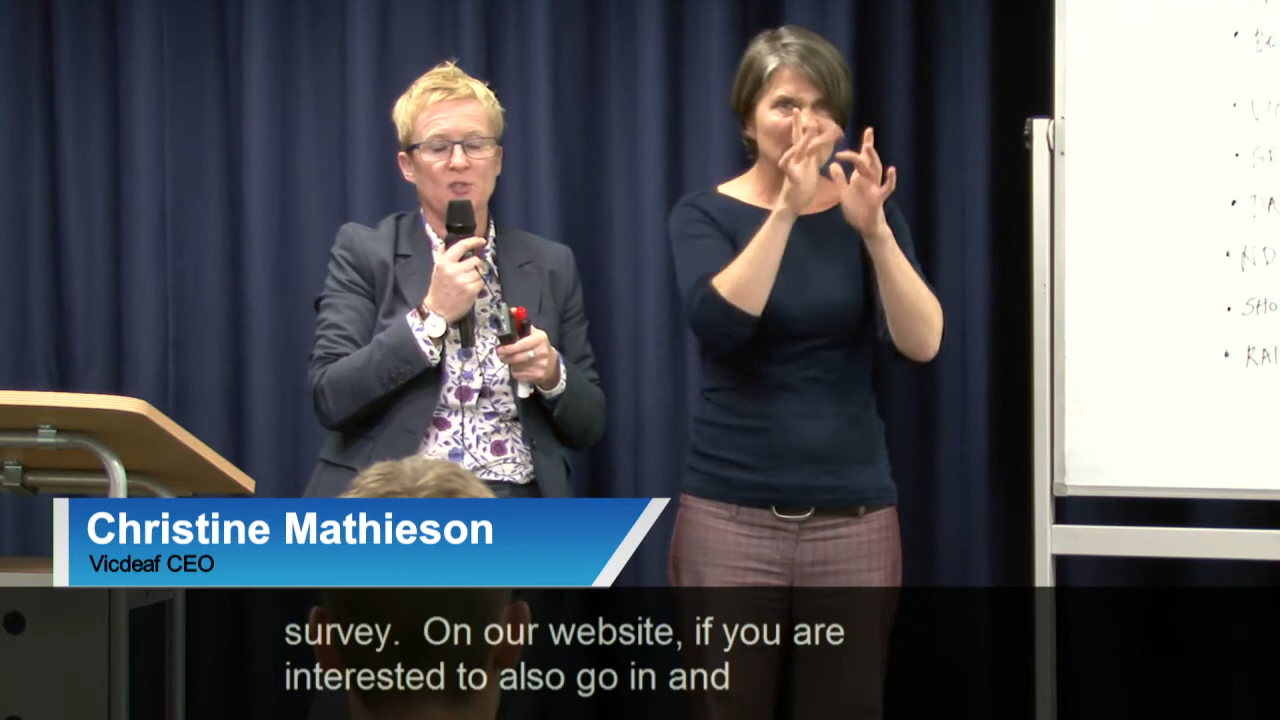 Christine Mathieson
Vicdeaf CEO
survey.  On our website, if you are
interested to also go in and